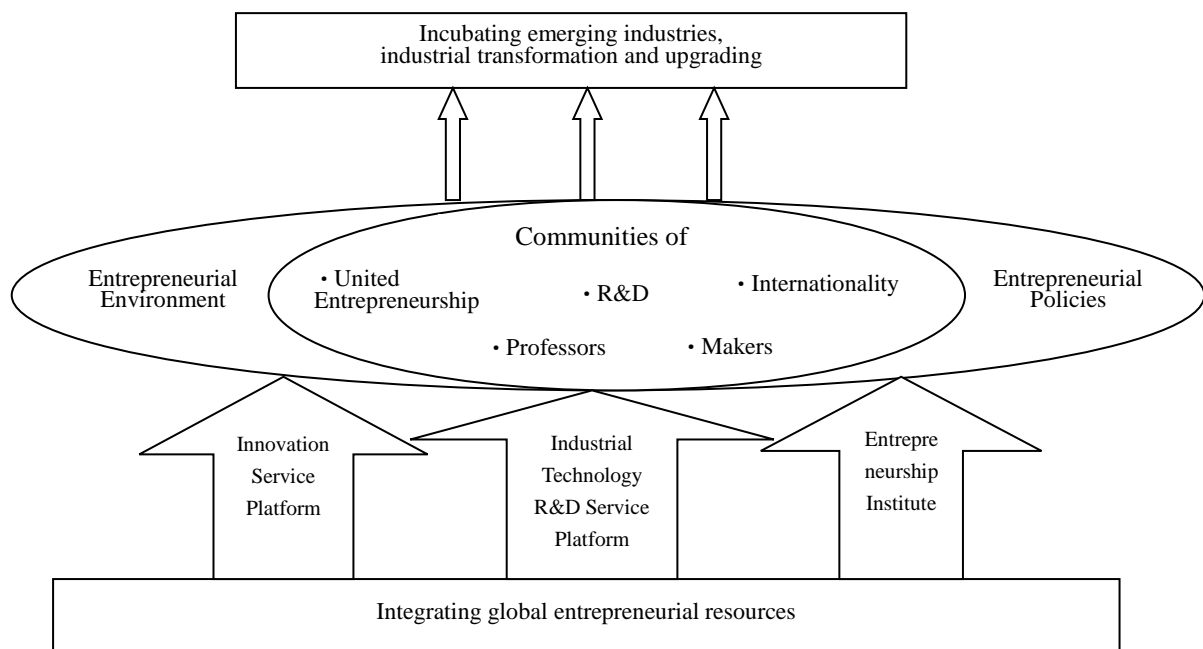 Incubating emerging industries,
industrial transformation and upgrading
Communities of
Entrepreneurial
Environment
・United
Entrepreneurship
・R&D
・Internationality
Entrepreneurial
Policies
・Professors
・Makers
Innovation
Service
Platform
Industrial
Technology
R&D Service
Platform
Entrepre
neurship
Institute
Integrating global entrepreneurial resources